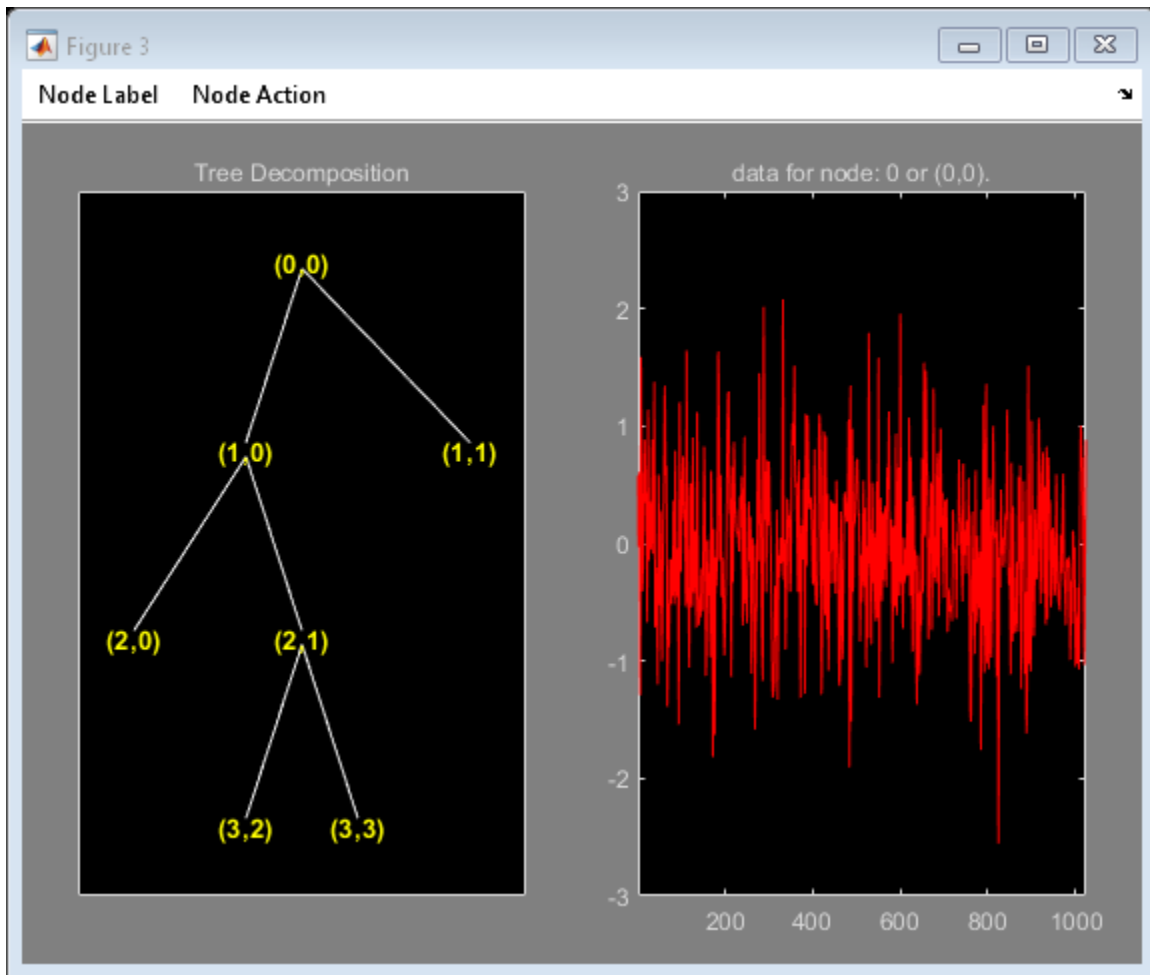 Figure 3
Node Label Node Action
Tree Decomposition
(0,0)
(1,0) (1,1)
(2,0) (2,1)
(3,2) (3,3)
data for node: 0 or (0,0).
3
2
1
0
-1
-2
-3
200 400 600 800 1000